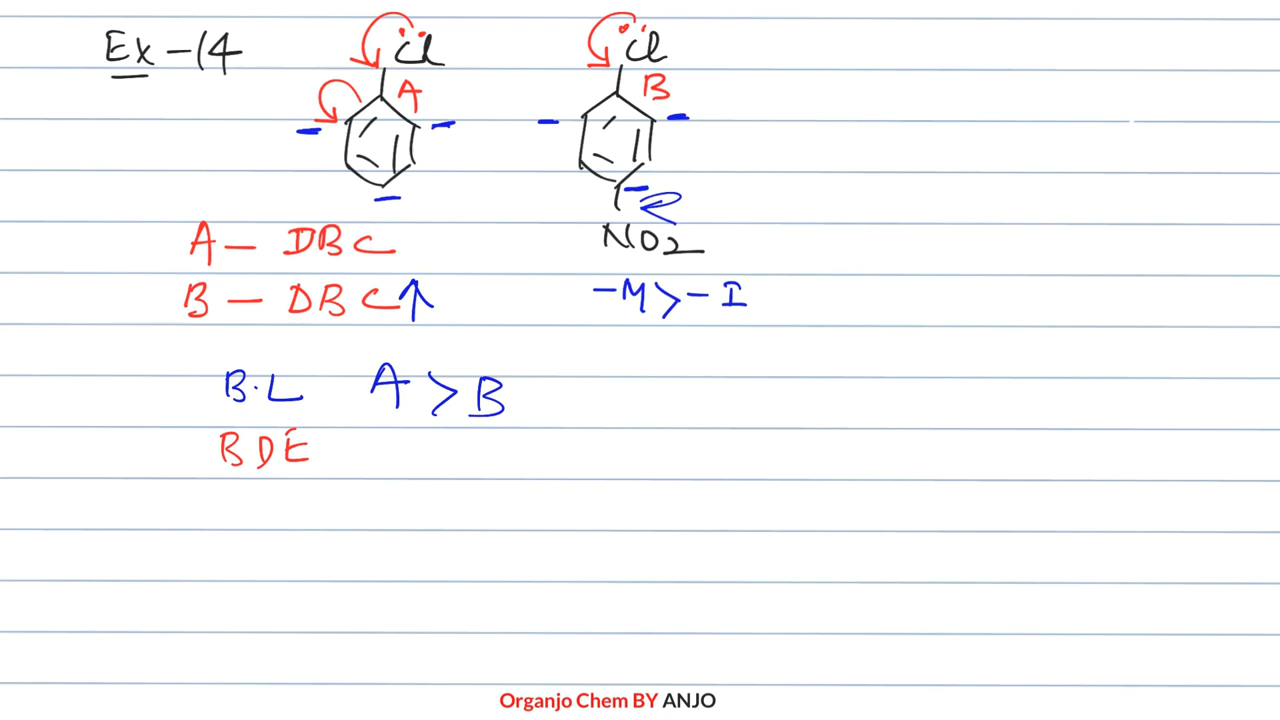 Ex-14
Cl
Cl
A
B
NO2
A - DBC
B - DBC↑
-M > -I
B.L A > B
BDE
Organjo Chem BY ANJO